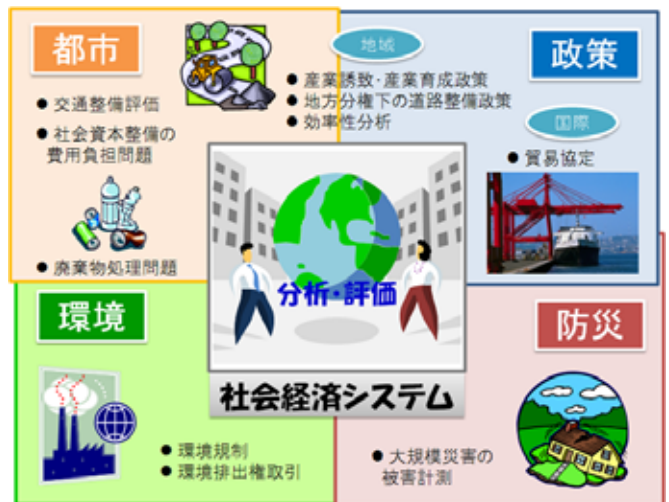 都市
● 交通整備評価
● 社会資本整備の
費用負担問題
● 廃棄物処理問題
地域
● 産業誘致・産業育成政策
● 地方分権下の道路整備政策
● 効率性分析
政策
国際
● 貿易協定
分析・評価
社会経済システム
環境
● 環境規制
● 環境排出権取引
防災
● 大規模災害の
被害計測